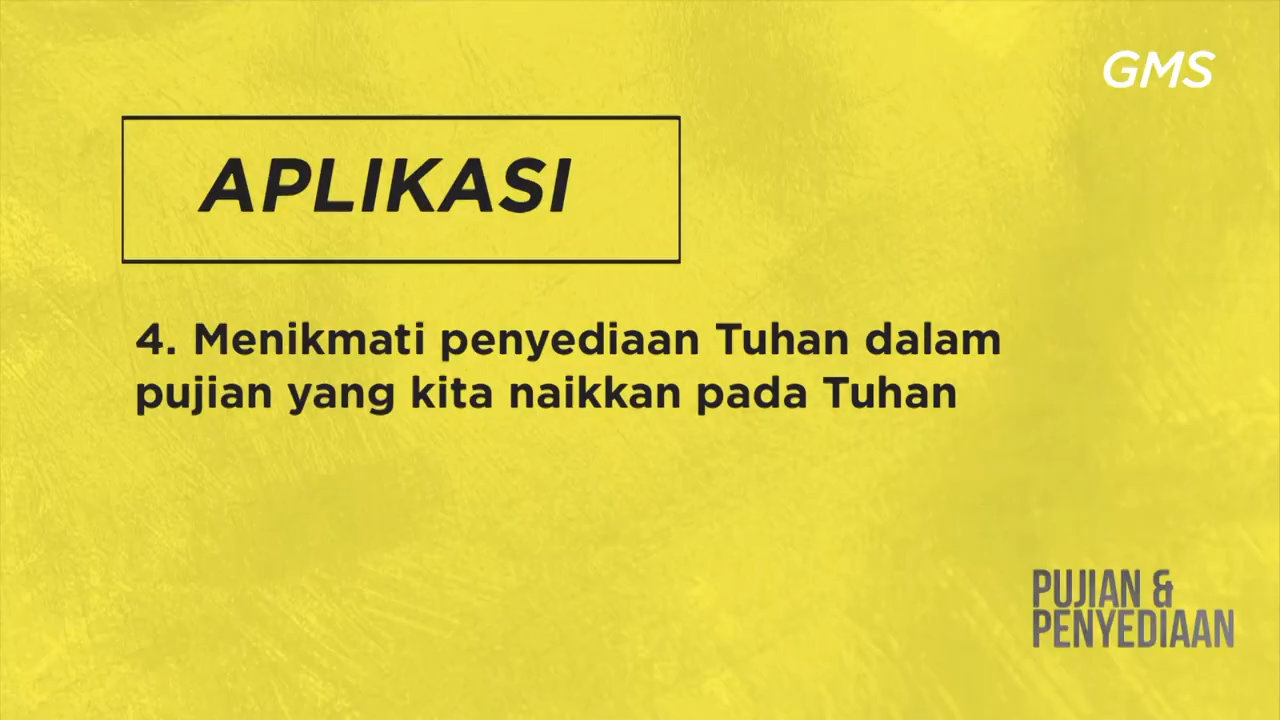 GMS
APLIKASI
4. Menikmati penyediaan Tuhan dalam
pujian yang kita naikkan pada Tuhan
PUJIAN &
PENYEDIAAN